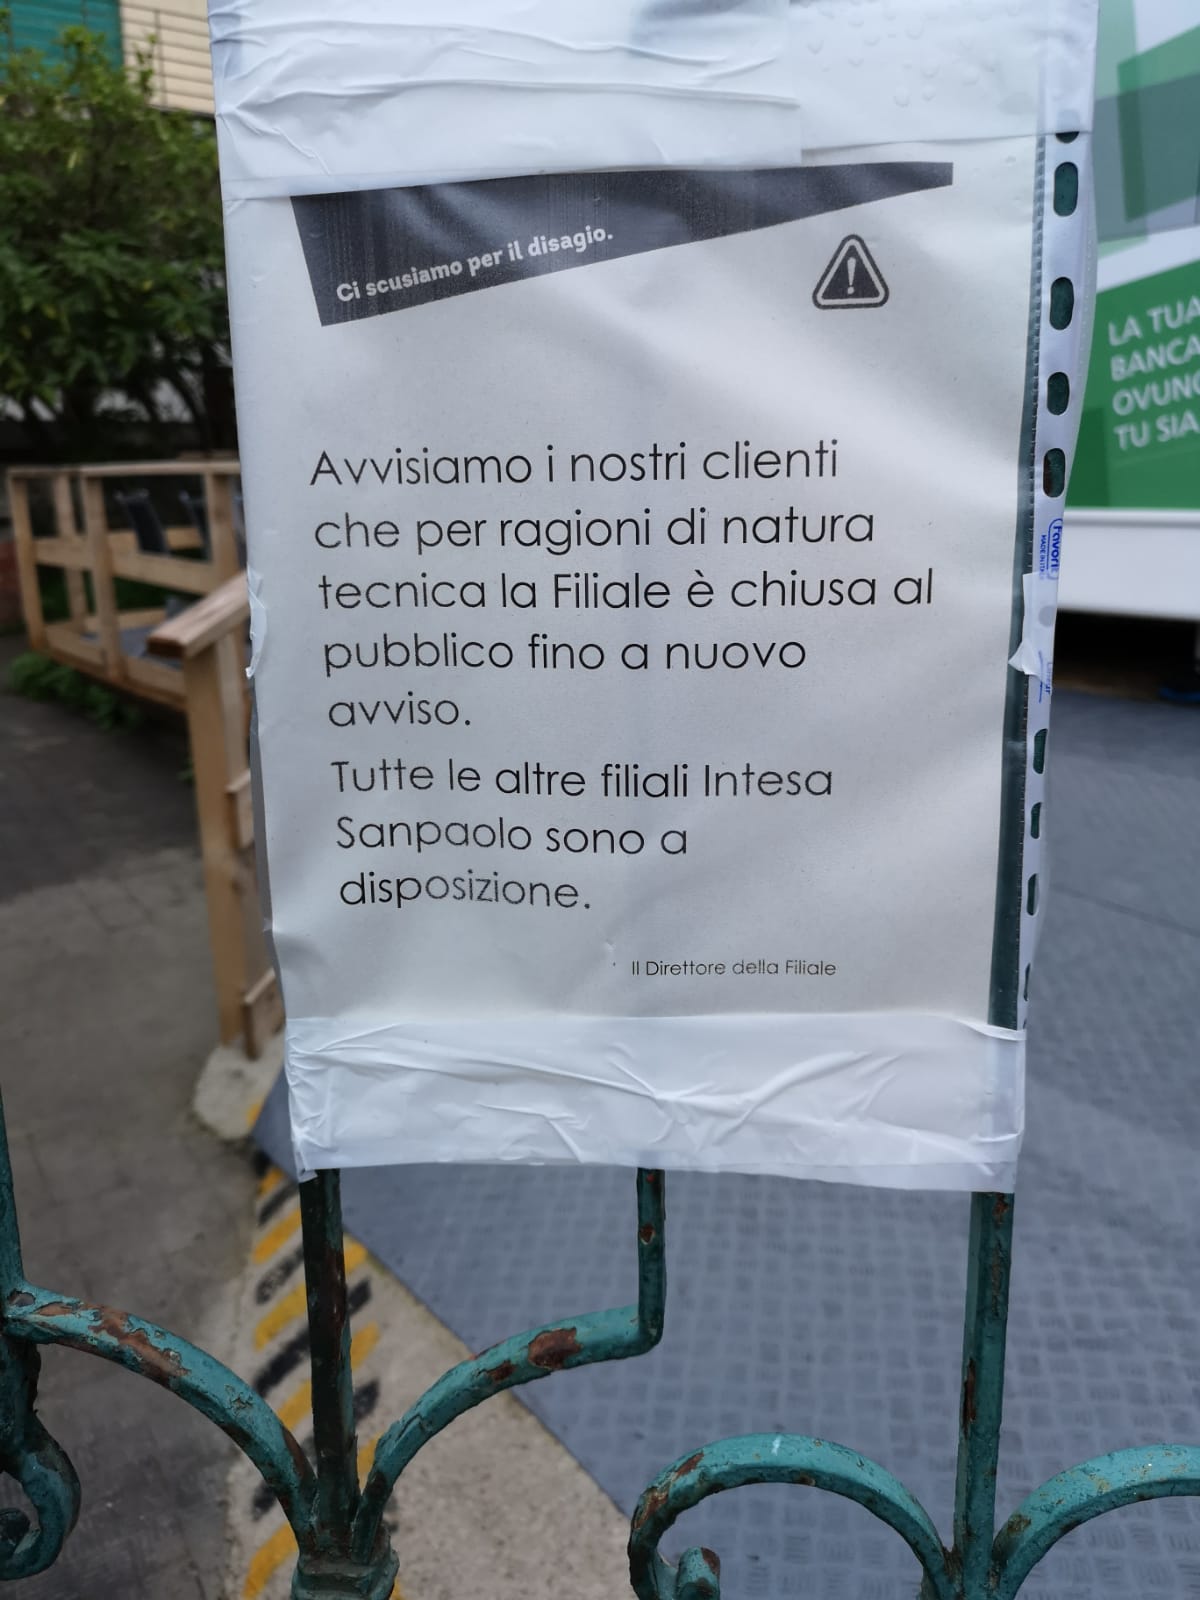 Ci scusiamo per il disagio.
Avvisiamo i nostri clienti
che per ragioni di natura
tecnica la Filiale è chiusa al
pubblico fino a nuovo
avviso.
Tutte le altre filiali Intesa
Sanpaolo sono a
disposizione.
Il Direttore della Filiale
LA TUA
BANCA
OVUNQ
TU SIA
Favorit